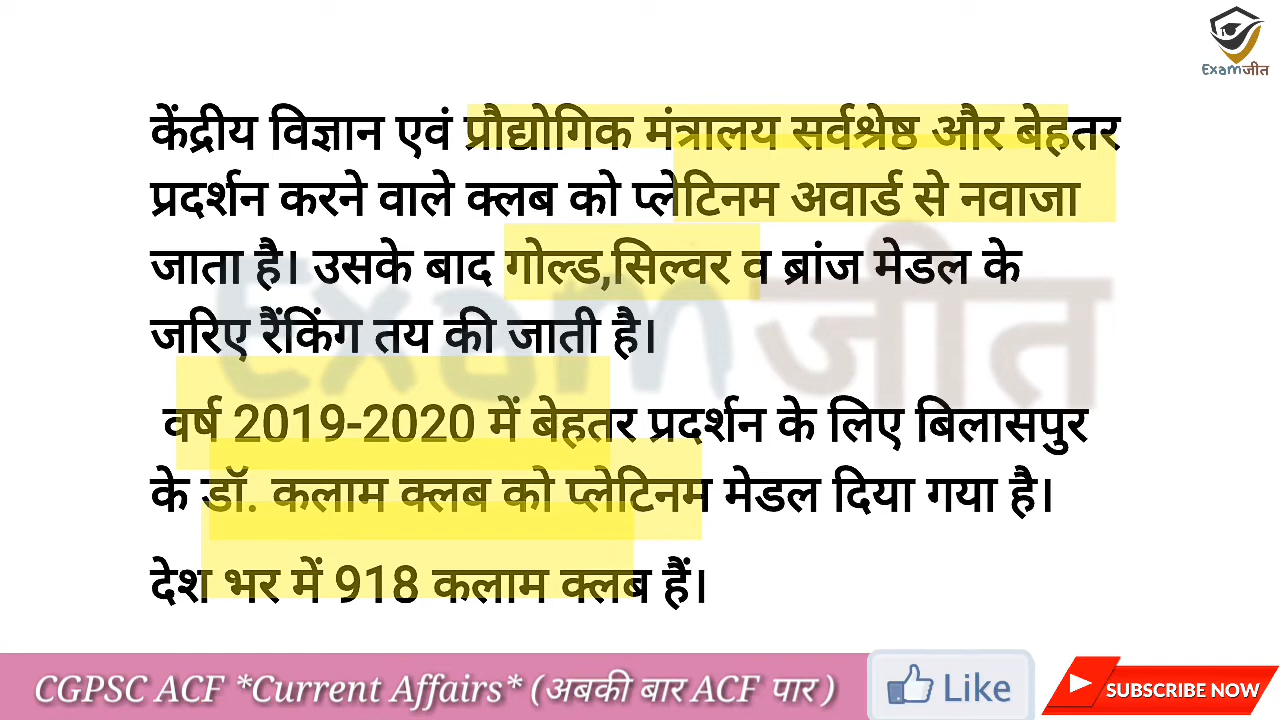 Examजीत
केंद्रीय विज्ञान एवं प्रौद्योगिक मंत्रालय सर्वश्रेष्ठ और बेहतर
प्रदर्शन करने वाले क्लब को प्लेटिनम अवार्ड से नवाजा
जाता है। उसके बाद गोल्ड,सिल्वर व ब्रांज मेडल के
जरिए रैंकिंग तय की जाती है।
वर्ष 2019-2020 में बेहतर प्रदर्शन के लिए बिलासपुर
के डॉ. कलाम क्लब को प्लेटिनम मेडल दिया गया है।
देश भर में 918 कलाम क्लब हैं।
Examजीत
CGPSC ACF *Current Affairs* (अबकी बार ACF पार )
Like
SUBSCRIBE NOW